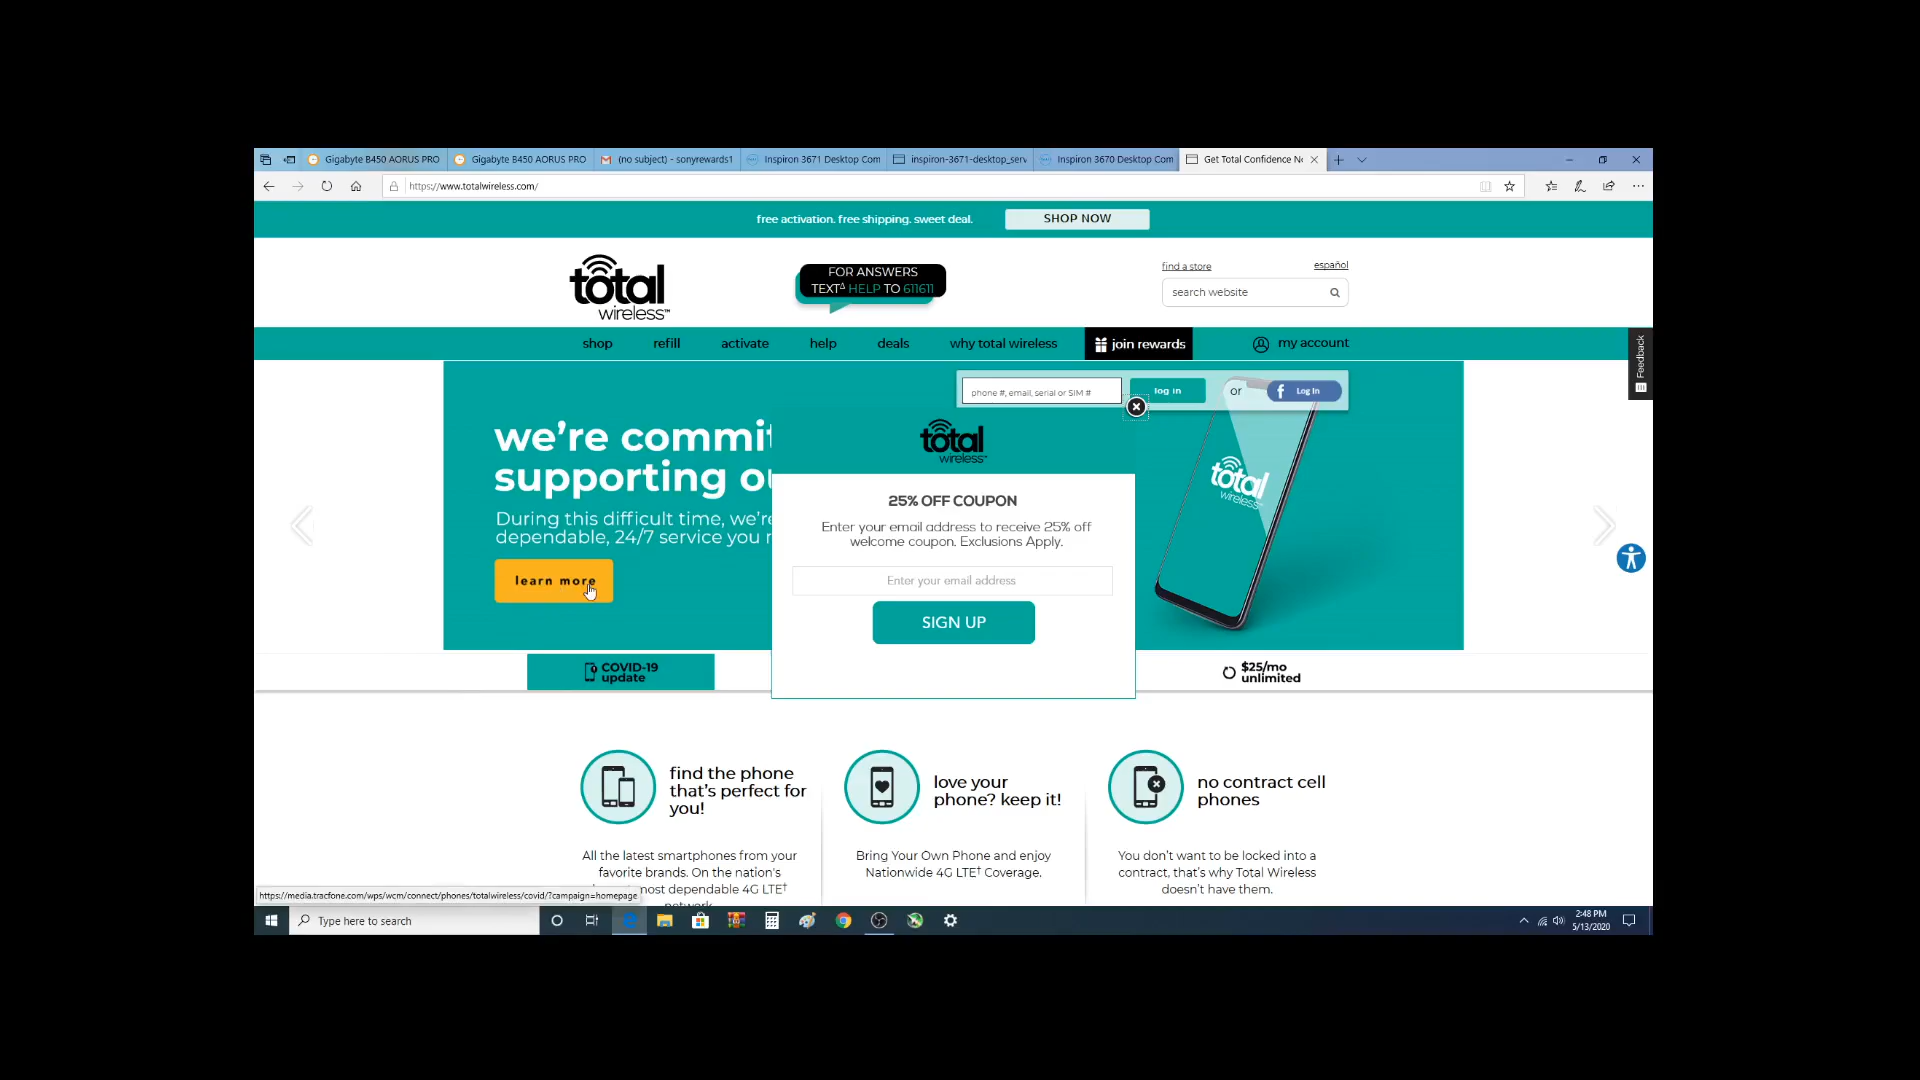 Gigabyte B450 AORUS PRO
Gigabyte B450 AORUS PRO
(no subject) - sonyrewards1
Inspiron 3671 Desktop Com
inspiron-3671-desktop_serv
Inspiron 3670 Desktop Com
Get Total Confidence Ne
https://www.totalwireless.com/
free activation. free shipping. sweet deal.
SHOP NOW
total
wireless™
FOR ANSWERS
TEXTᐞ HELP TO 611611
find a store
español
search website
shop
refill
activate
help
deals
why total wireless
join rewards
my account
Feedback
phone #, email, serial or SIM #
log in
or
f Log In
we're commit
supporting ou
During this difficult time, we're
dependable, 24/7 service you r
learn more
total
wireless™
25% OFF COUPON
Enter your email address to receive 25% off
welcome coupon. Exclusions Apply.
Enter your email address
SIGN UP
total
wireless
COVID-19
update
$25/mo
unlimited
find the phone
that's perfect for
you!
All the latest smartphones from your
favorite brands. On the nation's
most dependable 4G LTE†
network
love your
phone? keep it!
Bring Your Own Phone and enjoy
Nationwide 4G LTE† Coverage.
no contract cell
phones
You don't want to be locked into a
contract, that's why Total Wireless
doesn't have them.
https://media.tracfone.com/wps/wcm/connect/phones/totalwireless/covid/?campaign=homepage
Type here to search
2:48 PM
5/13/2020